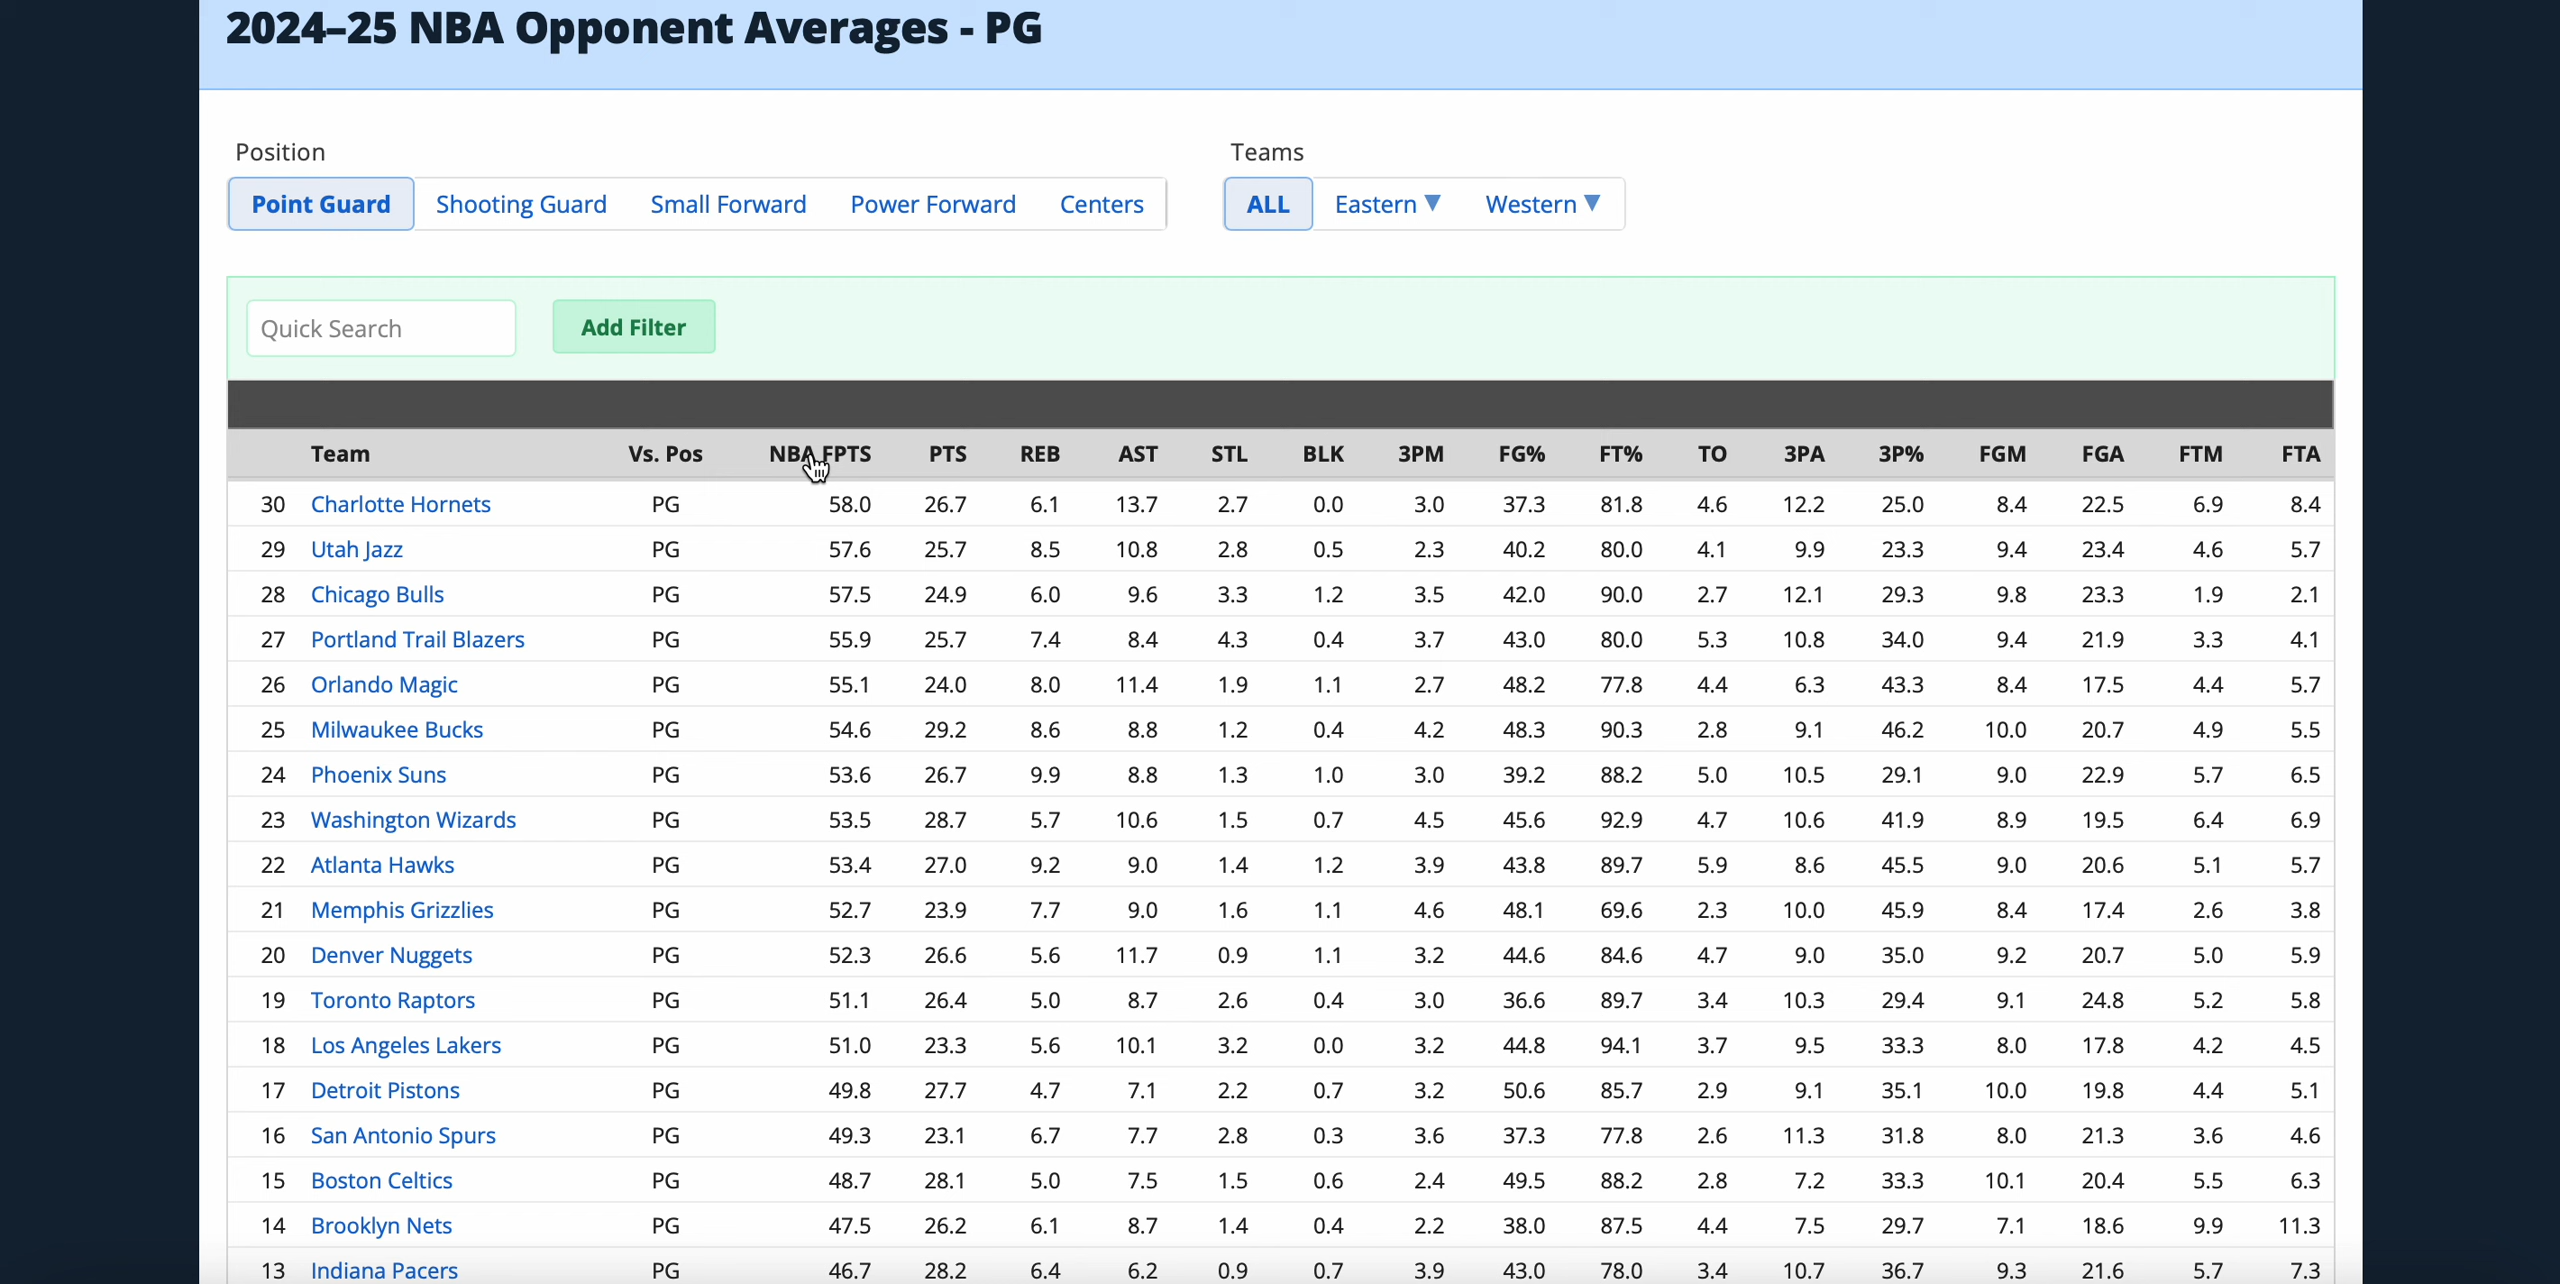 2024–25 NBA Opponent Averages - PG
Position Teams
Point Guard Shooting Guard Small Forward Power Forward Centers ALL Eastern ▼ Western ▼
Quick Search Add Filter
Team Vs. Pos NBA FPTS PTS REB AST STL BLK 3PM FG% FT% TO 3PA 3P% FGM FGA FTM FTA
30 Charlotte Hornets PG 58.0 26.7 6.1 13.7 2.7 0.0 3.0 37.3 81.8 4.6 12.2 25.0 8.4 22.5 6.9 8.4
29 Utah Jazz PG 57.6 25.7 8.5 10.8 2.8 0.5 2.3 40.2 80.0 4.1 9.9 23.3 9.4 23.4 4.6 5.7
28 Chicago Bulls PG 57.5 24.9 6.0 9.6 3.3 1.2 3.5 42.0 90.0 2.7 12.1 29.3 9.8 23.3 1.9 2.1
27 Portland Trail Blazers PG 55.9 25.7 7.4 8.4 4.3 0.4 3.7 43.0 80.0 5.3 10.8 34.0 9.4 21.9 3.3 4.1
26 Orlando Magic PG 55.1 24.0 8.0 11.4 1.9 1.1 2.7 48.2 77.8 4.4 6.3 43.3 8.4 17.5 4.4 5.7
25 Milwaukee Bucks PG 54.6 29.2 8.6 8.8 1.2 0.4 4.2 48.3 90.3 2.8 9.1 46.2 10.0 20.7 4.9 5.5
24 Phoenix Suns PG 53.6 26.7 9.9 8.8 1.3 1.0 3.0 39.2 88.2 5.0 10.5 29.1 9.0 22.9 5.7 6.5
23 Washington Wizards PG 53.5 28.7 5.7 10.6 1.5 0.7 4.5 45.6 92.9 4.7 10.6 41.9 8.9 19.5 6.4 6.9
22 Atlanta Hawks PG 53.4 27.0 9.2 9.0 1.4 1.2 3.9 43.8 89.7 5.9 8.6 45.5 9.0 20.6 5.1 5.7
21 Memphis Grizzlies PG 52.7 23.9 7.7 9.0 1.6 1.1 4.6 48.1 69.6 2.3 10.0 45.9 8.4 17.4 2.6 3.8
20 Denver Nuggets PG 52.3 26.6 5.6 11.7 0.9 1.1 3.2 44.6 84.6 4.7 9.0 35.0 9.2 20.7 5.0 5.9
19 Toronto Raptors PG 51.1 26.4 5.0 8.7 2.6 0.4 3.0 36.6 89.7 3.4 10.3 29.4 9.1 24.8 5.2 5.8
18 Los Angeles Lakers PG 51.0 23.3 5.6 10.1 3.2 0.0 3.2 44.8 94.1 3.7 9.5 33.3 8.0 17.8 4.2 4.5
17 Detroit Pistons PG 49.8 27.7 4.7 7.1 2.2 0.7 3.2 50.6 85.7 2.9 9.1 35.1 10.0 19.8 4.4 5.1
16 San Antonio Spurs PG 49.3 23.1 6.7 7.7 2.8 0.3 3.6 37.3 77.8 2.6 11.3 31.8 8.0 21.3 3.6 4.6
15 Boston Celtics PG 48.7 28.1 5.0 7.5 1.5 0.6 2.4 49.5 88.2 2.8 7.2 33.3 10.1 20.4 5.5 6.3
14 Brooklyn Nets PG 47.5 26.2 6.1 8.7 1.4 0.4 2.2 38.0 87.5 4.4 7.5 29.7 7.1 18.6 9.9 11.3
13 Indiana Pacers PG 46.7 28.2 6.4 6.2 0.9 0.7 3.9 43.0 78.0 3.4 10.7 36.7 9.3 21.6 5.7 7.3